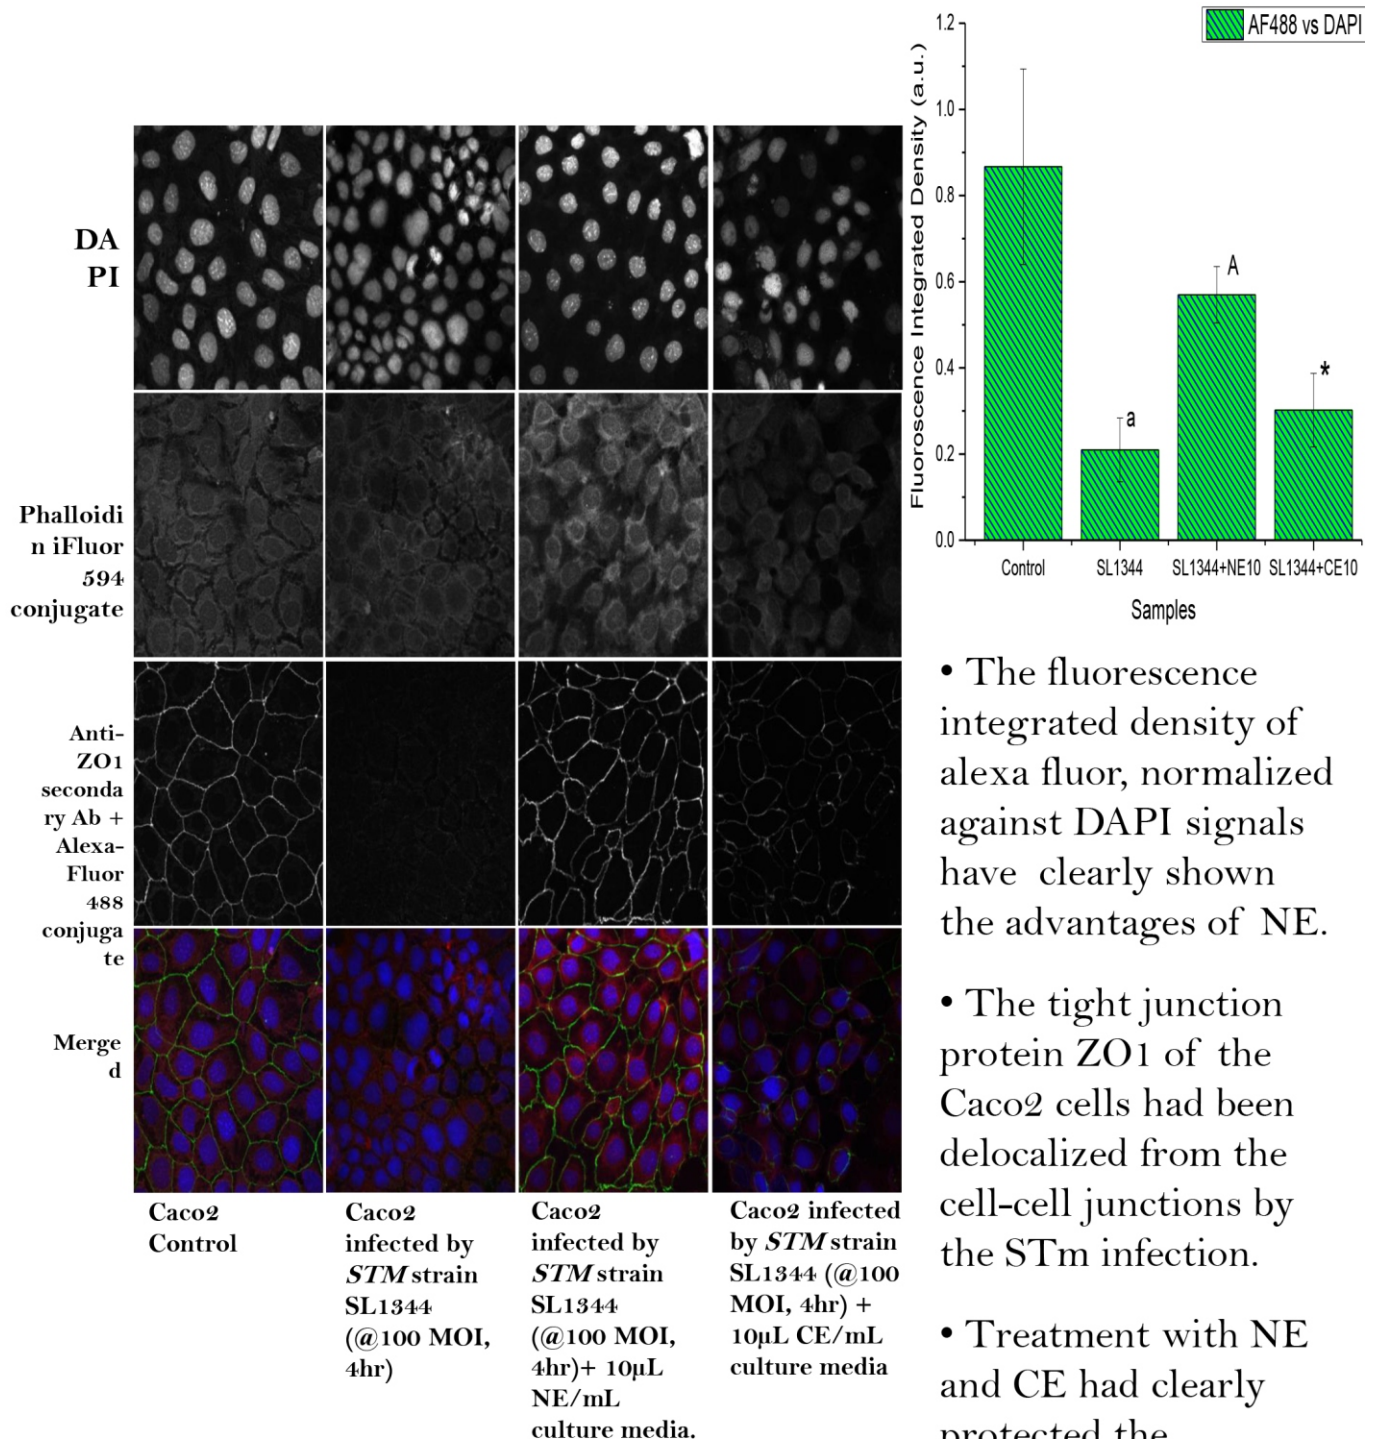 DA
PI
Phalloidi
n iFluor
594
conjugate
Anti-
ZO1
seconda
ry Ab +
Alexa-
Fluor
488
conjuga
te
Merge
d
Caco2
Control
Caco2
infected by
STM strain
SL1344
(@100 MOI,
4hr)
Caco2
infected by
STM strain
SL1344
(@100 MOI,
4hr)+ 10µL
NE/mL
culture media.
Caco2 infected
by STM strain
SL1344 (@100
MOI, 4hr) +
10µL CE/mL
culture media
AF488 vs DAPI
Fluoroscence Integrated Density (a.u.)
1.2
1.0
0.8
0.6
0.4
0.2
0.0
a
A
*
Control
SL1344
SL1344+NE10
SL1344+CE10
Samples
• The fluorescence
integrated density of
alexa fluor, normalized
against DAPI signals
have clearly shown
the advantages of NE.
• The tight junction
protein ZO1 of the
Caco2 cells had been
delocalized from the
cell-cell junctions by
the STm infection.
• Treatment with NE
and CE had clearly
protected the